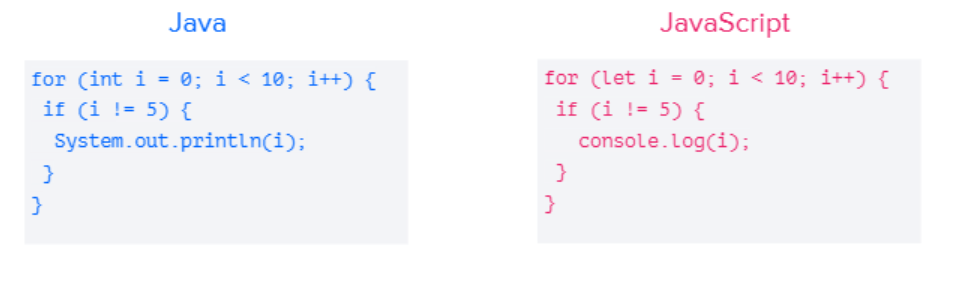 Java
for (int i = 0; i < 10; i++) {
if (i != 5) {
System.out.println(i);
}
}
JavaScript
for (let i = 0; i < 10; i++) {
if (i != 5) {
console.log(i);
}
}